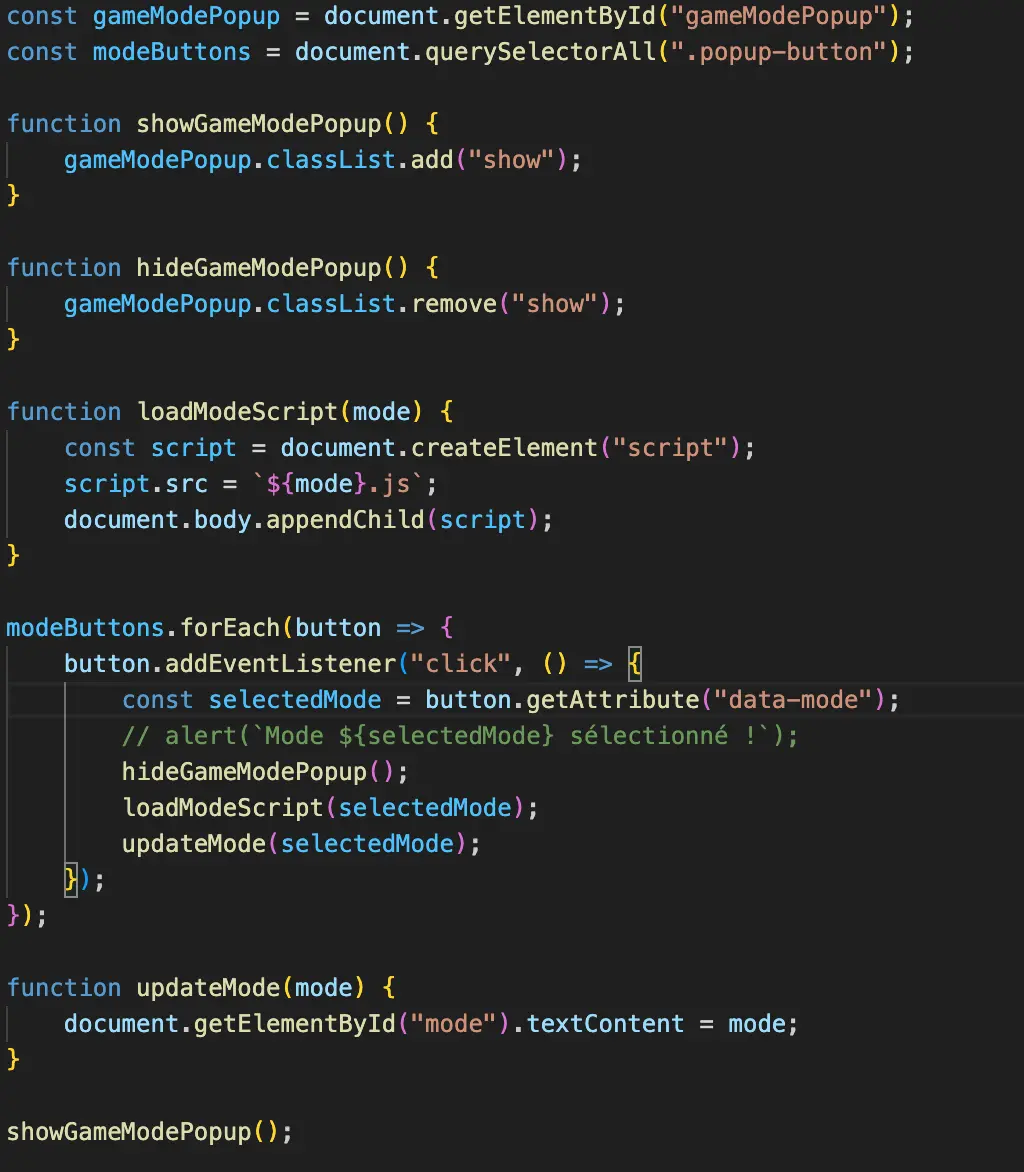 const gameModePopup = document.getElementById("gameModePopup");
const modeButtons = document.querySelectorAll(".popup-button");

function showGameModePopup() {
    gameModePopup.classList.add("show");
}

function hideGameModePopup() {
    gameModePopup.classList.remove("show");
}

function loadModeScript(mode) {
    const script = document.createElement("script");
    script.src = `${mode}.js`;
    document.body.appendChild(script);
}

modeButtons.forEach(button => {
    button.addEventListener("click", () => {
        const selectedMode = button.getAttribute("data-mode");
        // alert(`Mode ${selectedMode} sélectionné !`);
        hideGameModePopup();
        loadModeScript(selectedMode);
        updateMode(selectedMode);
    });
});

function updateMode(mode) {
    document.getElementById("mode").textContent = mode;
}

showGameModePopup();